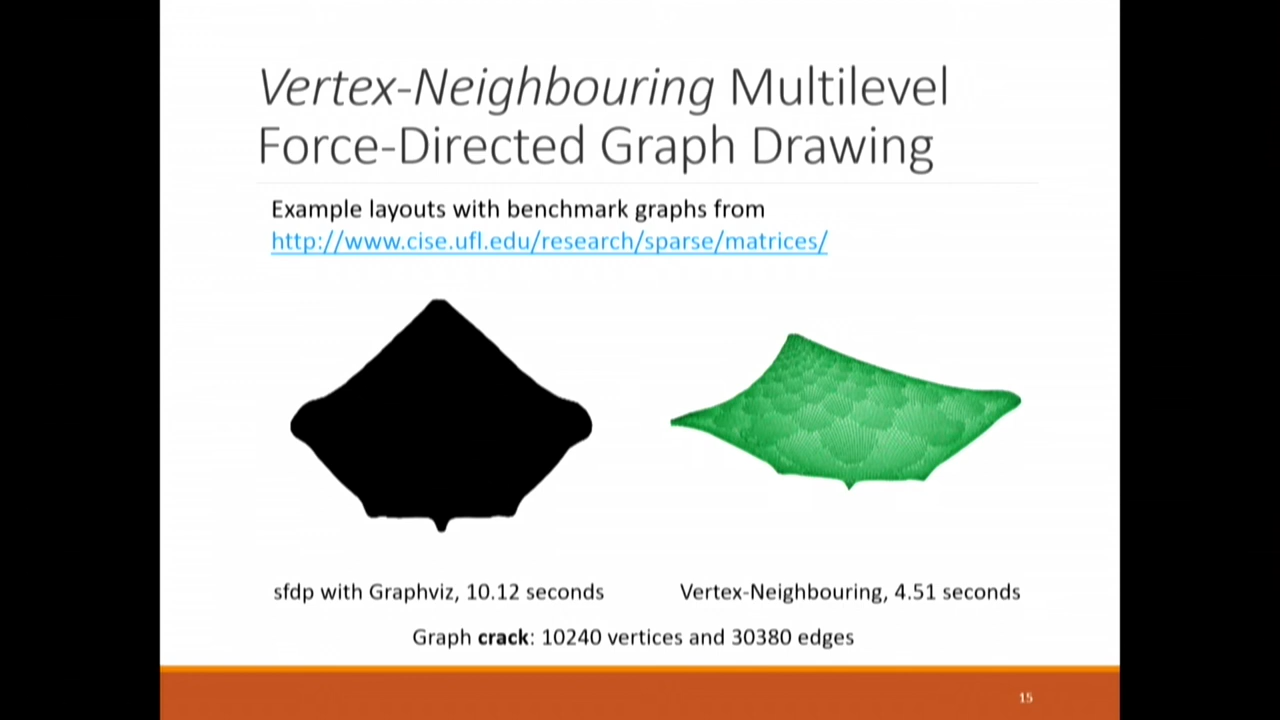 Vertex-Neighbouring Multilevel
Force-Directed Graph Drawing
Example layouts with benchmark graphs from
http://www.cise.ufl.edu/research/sparse/matrices/
sfdp with Graphviz, 10.12 seconds
Vertex-Neighbouring, 4.51 seconds
Graph crack: 10240 vertices and 30380 edges
15